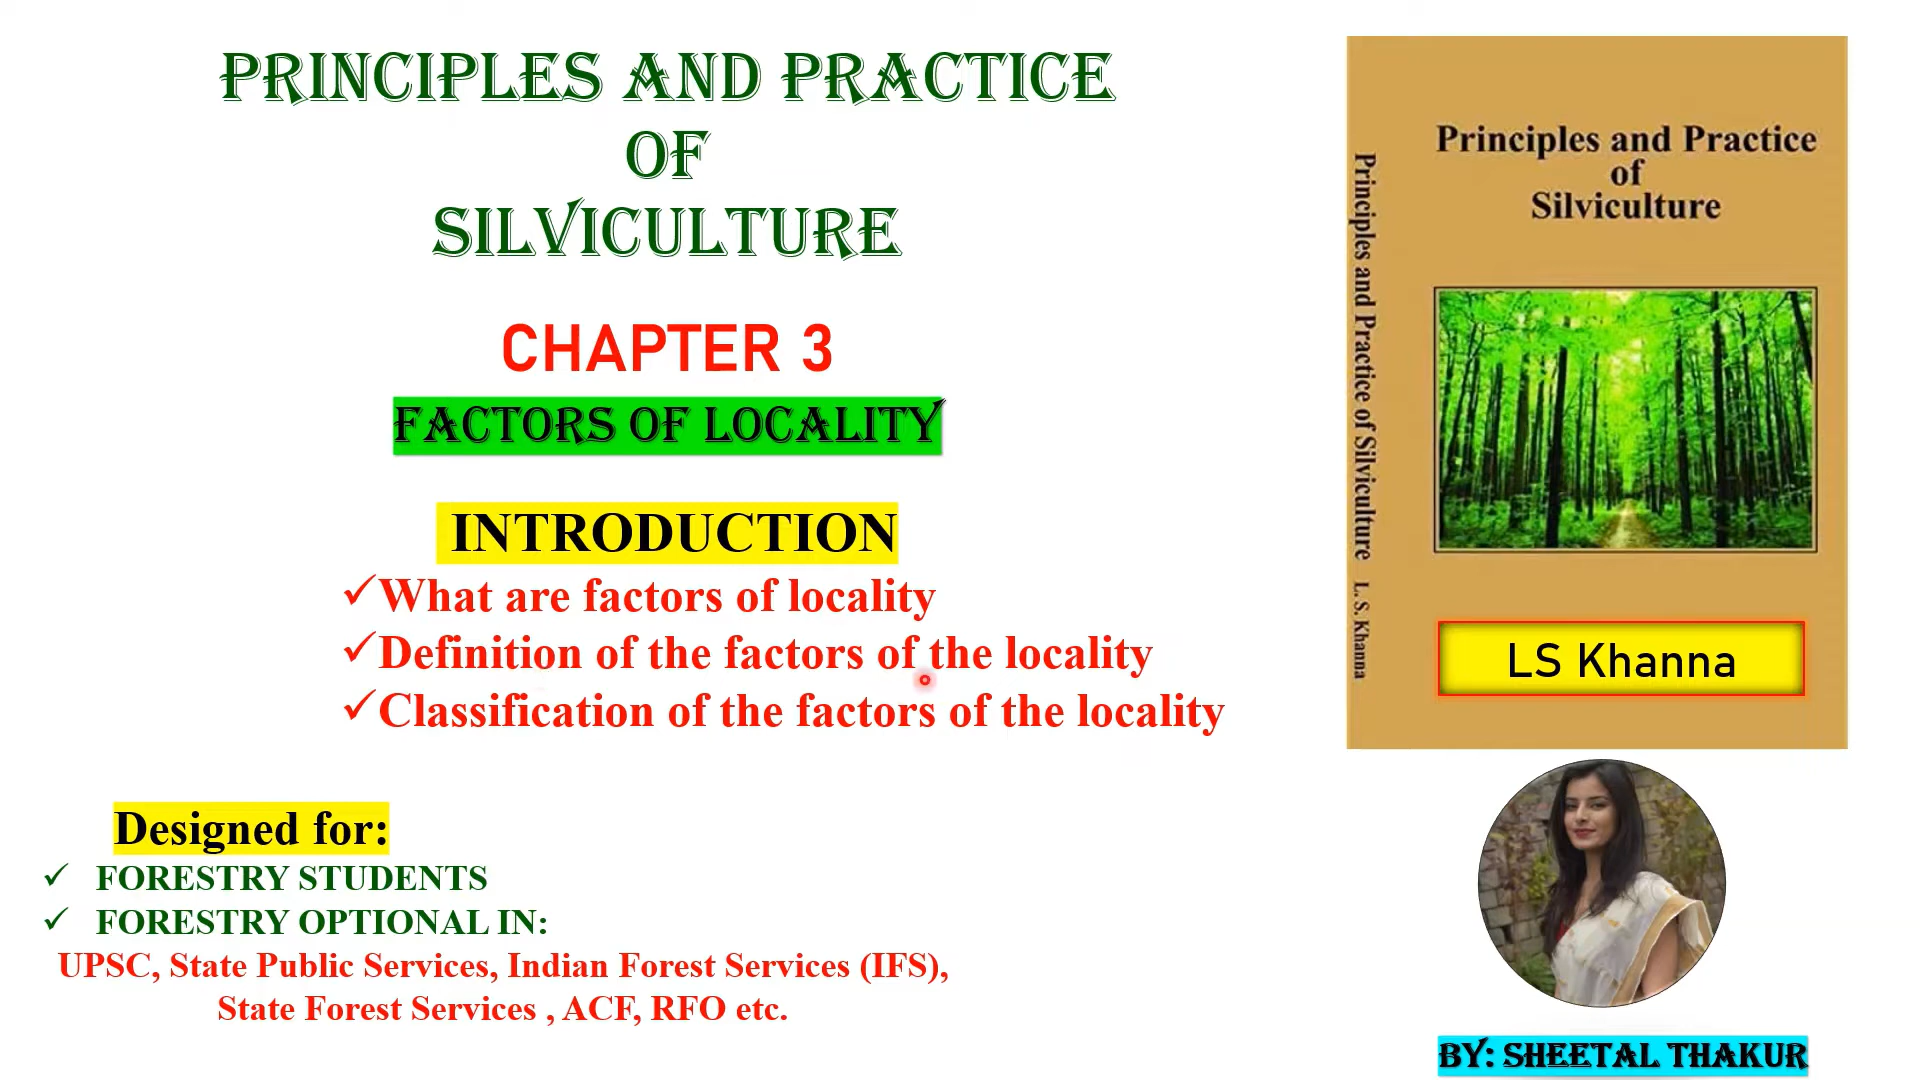 PRINCIPLES AND PRACTICE
OF
SILVICULTURE
CHAPTER 3
FACTORS OF LOCALITY
INTRODUCTION
✓What are factors of locality
✓Definition of the factors of the locality
✓Classification of the factors of the locality
Designed for:
✓ FORESTRY STUDENTS
✓ FORESTRY OPTIONAL IN:
UPSC, State Public Services, Indian Forest Services (IFS),
State Forest Services , ACF, RFO etc.
Principles and Practice of Silviculture L. S. Khanna
Principles and Practice
of
Silviculture
LS Khanna
BY: SHEETAL THAKUR